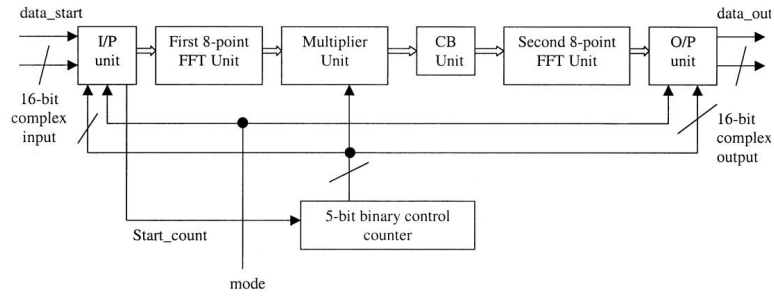 data_start
data_out
I/P
unit
First 8-point
FFT Unit
Multiplier
Unit
CB
Unit
Second 8-point
FFT Unit
O/P
unit
16-bit
complex
input
16-bit
complex
output
5-bit binary control
counter
Start_count
mode